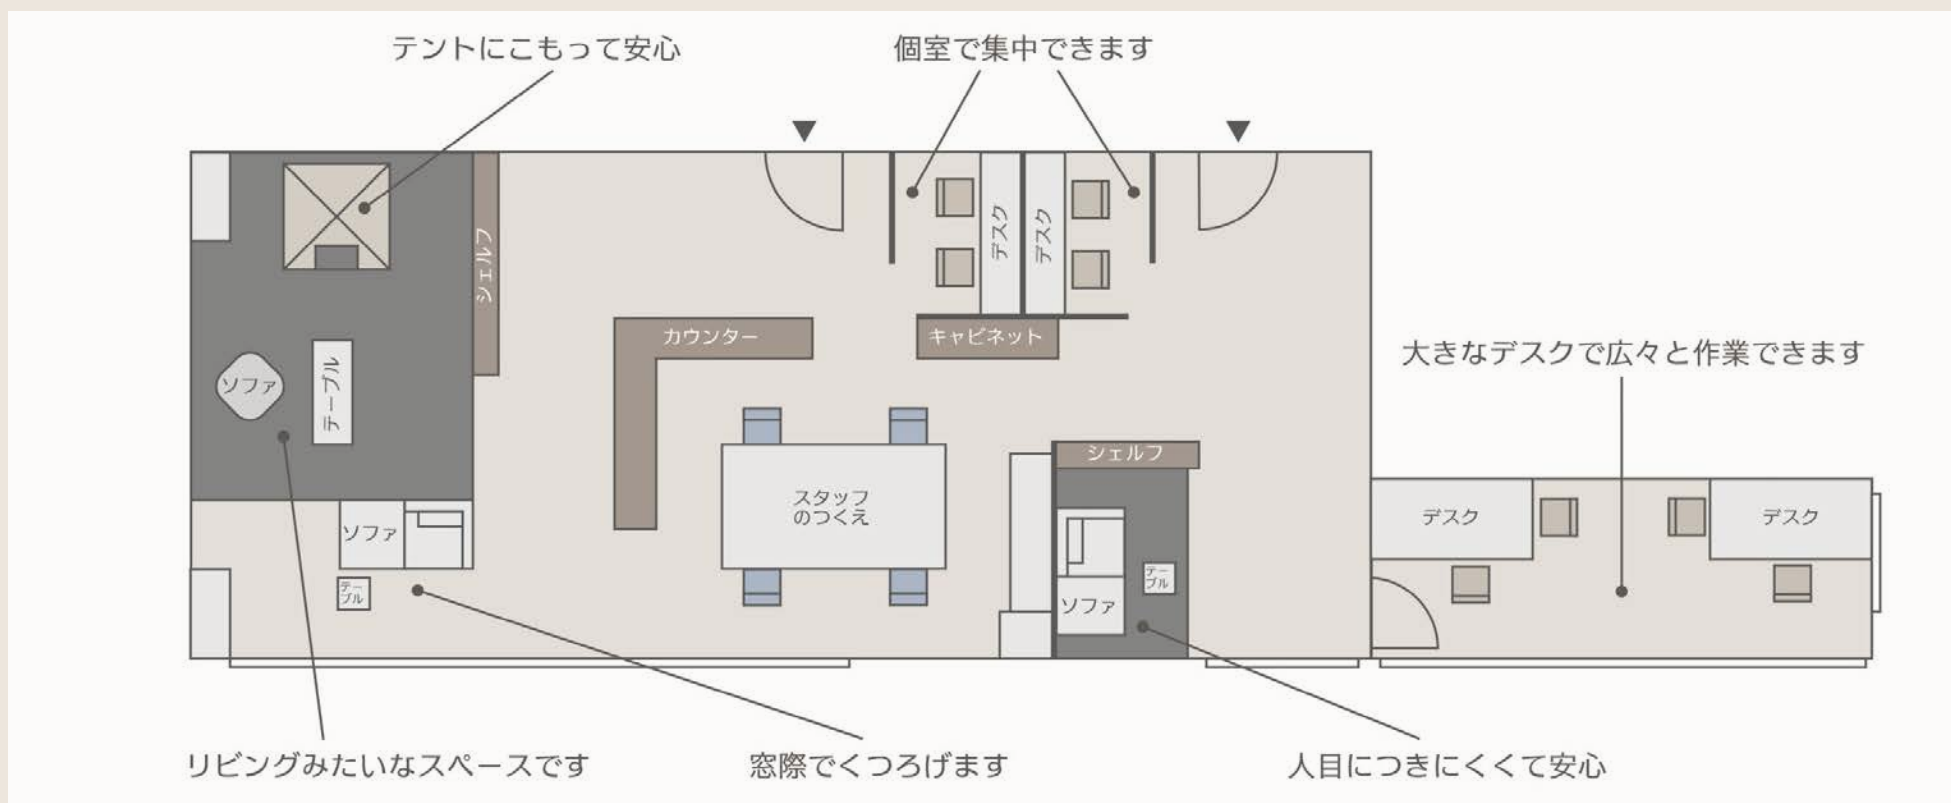 テントにこもって安心
個室で集中できます
シェルフ
デスク
デスク
カウンター
キャビネット
大きなデスクで広々と作業できます
ソファ
テーブル
シェルフ
スタッフ
のつくえ
デスク
デスク
ソファ
テー
ブル
テー
ブル
ソファ
リビングみたいなスペースです
窓際でくつろげます
人目につきにくくて安心